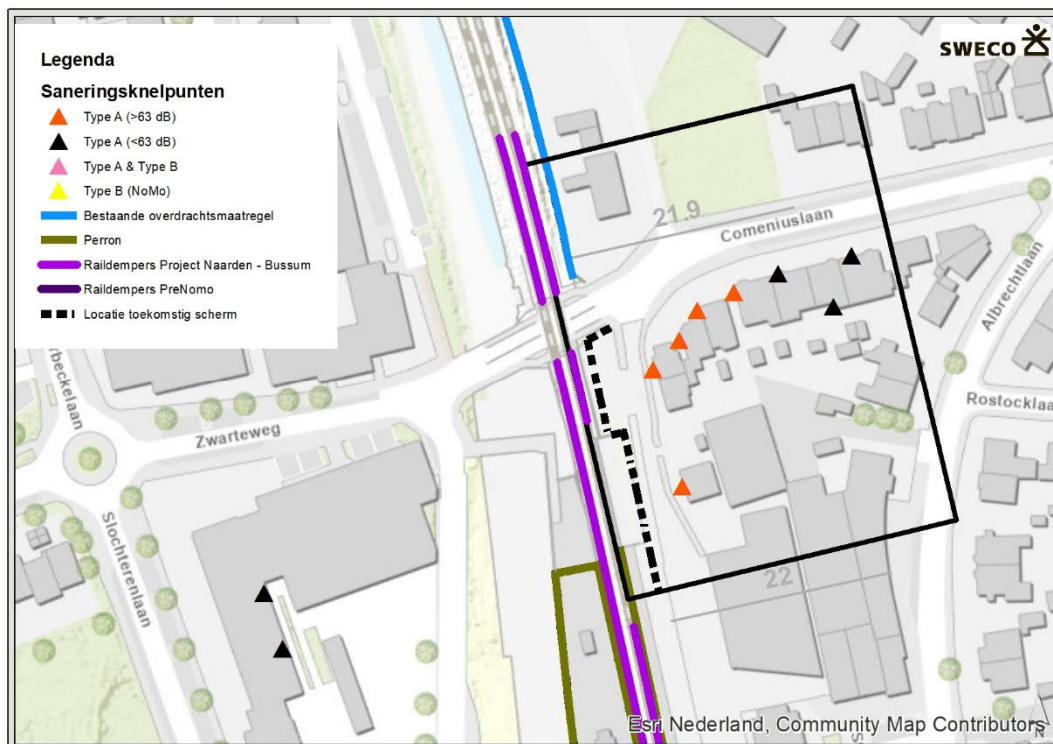 Legenda
Saneringsknelpunten
Type A (>63 dB)
Type A (<63 dB)
Type A & Type B
Type B (NoMo)
Bestaande overdrachtsmaatregel
Perron
Raildempers Project Naarden - Bussum
Raildempers PreNomo
Locatie toekomstig scherm
SWECO
21.9
Comeniuslaan
Albrechtlaan
Rostocklaa
Zwarteweg
rbeckelaan
Slochterenlaan
22
Esri Nederland, Community Map Contributors
N